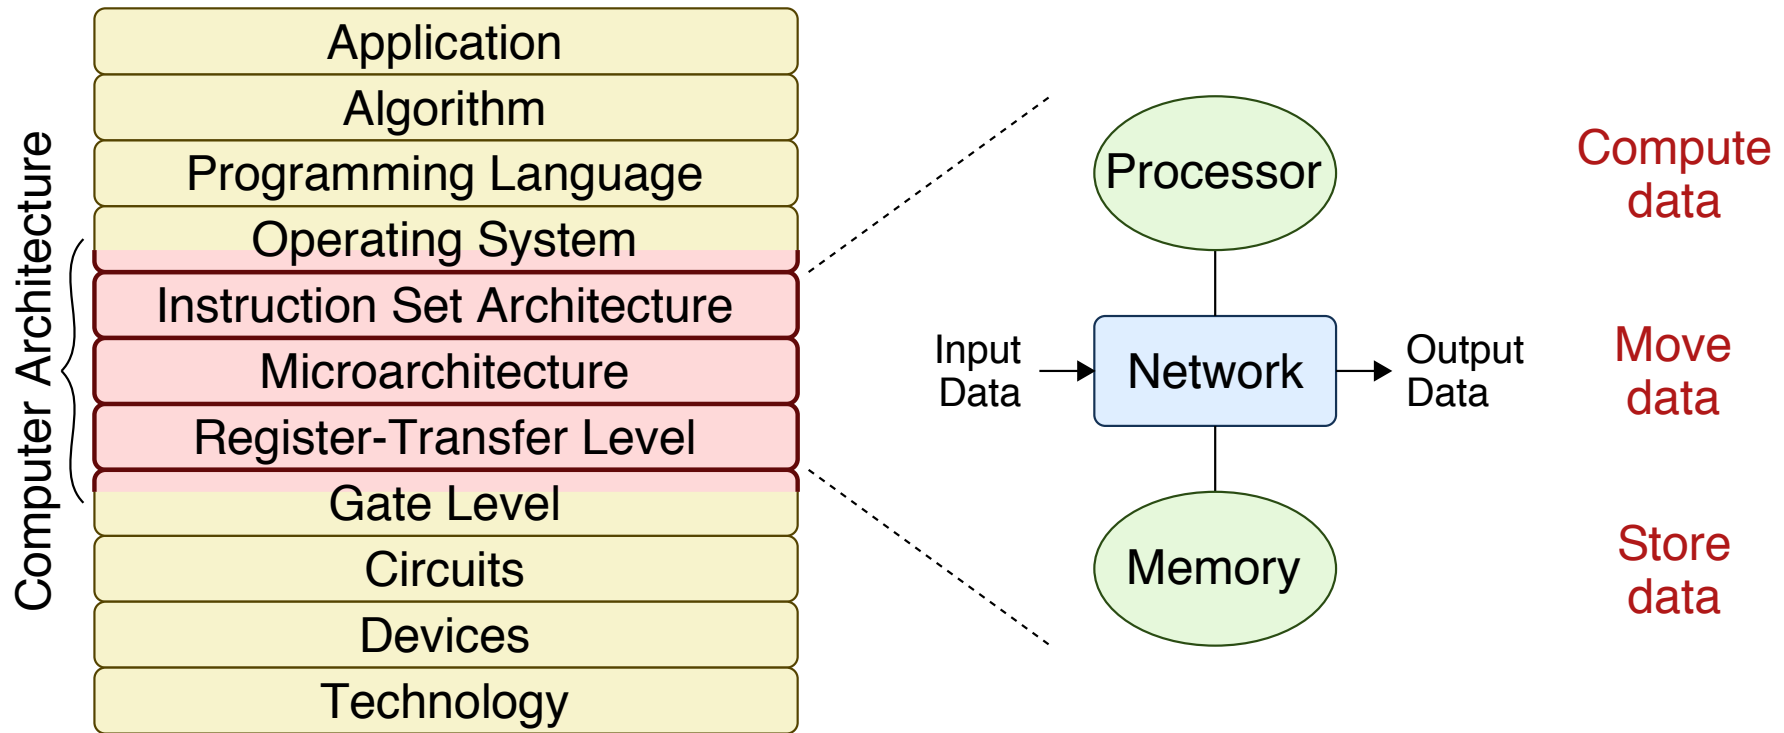 Computer Architecture
Application
Algorithm
Programming Language
Operating System
Instruction Set Architecture
Microarchitecture
Register-Transfer Level
Gate Level
Circuits
Devices
Technology
Processor
Input
Data
Network
Output
Data
Memory
Compute
data
Move
data
Store
data